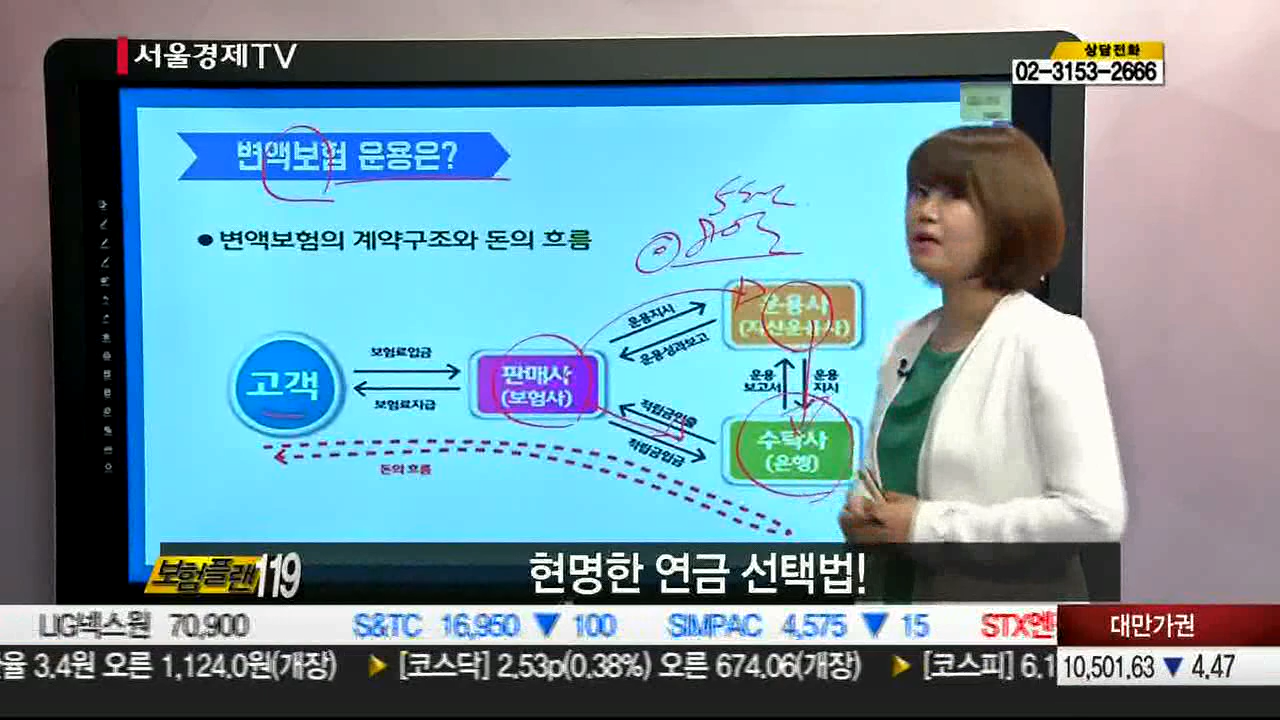 서울경제TV
상담전화
02-3153-2666
변액보험 운용은?
● 변액보험의 계약구조와 돈의 흐름
운용사
(자산운용사)
운용지시
운용성과보고
고객
보험료입금
보험료지급
판매사
(보험사)
운용
보고서
운용
지시
적립금인출
적립금입금
수탁사
(은행)
돈의 흐름
보험플랜119
현명한 연금 선택법!
LIG넥스원 70,900 S&TC 16,950 ▼ 100 SIMPAC 4,575 ▼ 15 STX엔
대만가권
율 3.4원 오른 1,124.0원(개장) ▶ [코스닥] 2.53p(0.38%) 오른 674.06(개장) ▶ [코스피] 6.1
10,501.63 ▼ 4.47